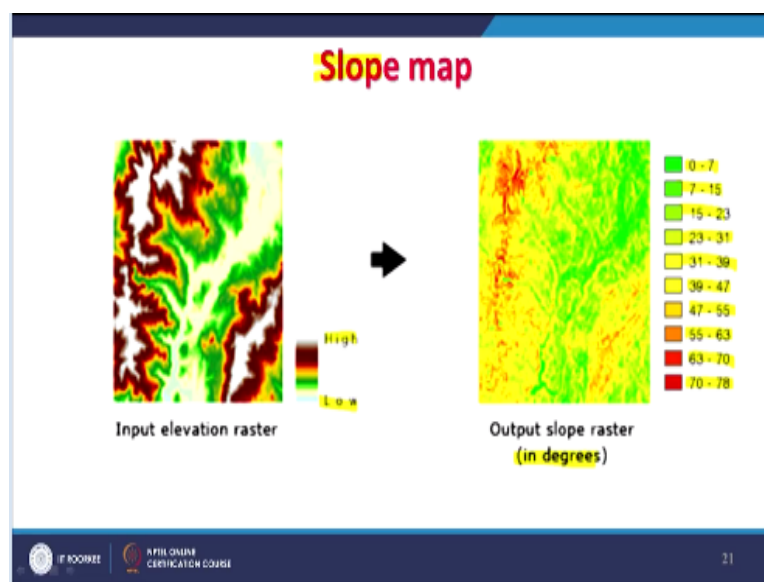 Slope map
0 - 7
7 - 15
15 - 23
23 - 31
31 - 39
39 - 47
47 - 55
55 - 63
63 - 70
70 - 78
High
Low
Input elevation raster
Output slope raster
(in degrees)
IT ROORKEE
NPTEL ONLINE
CERTIFICATION COURSE
21